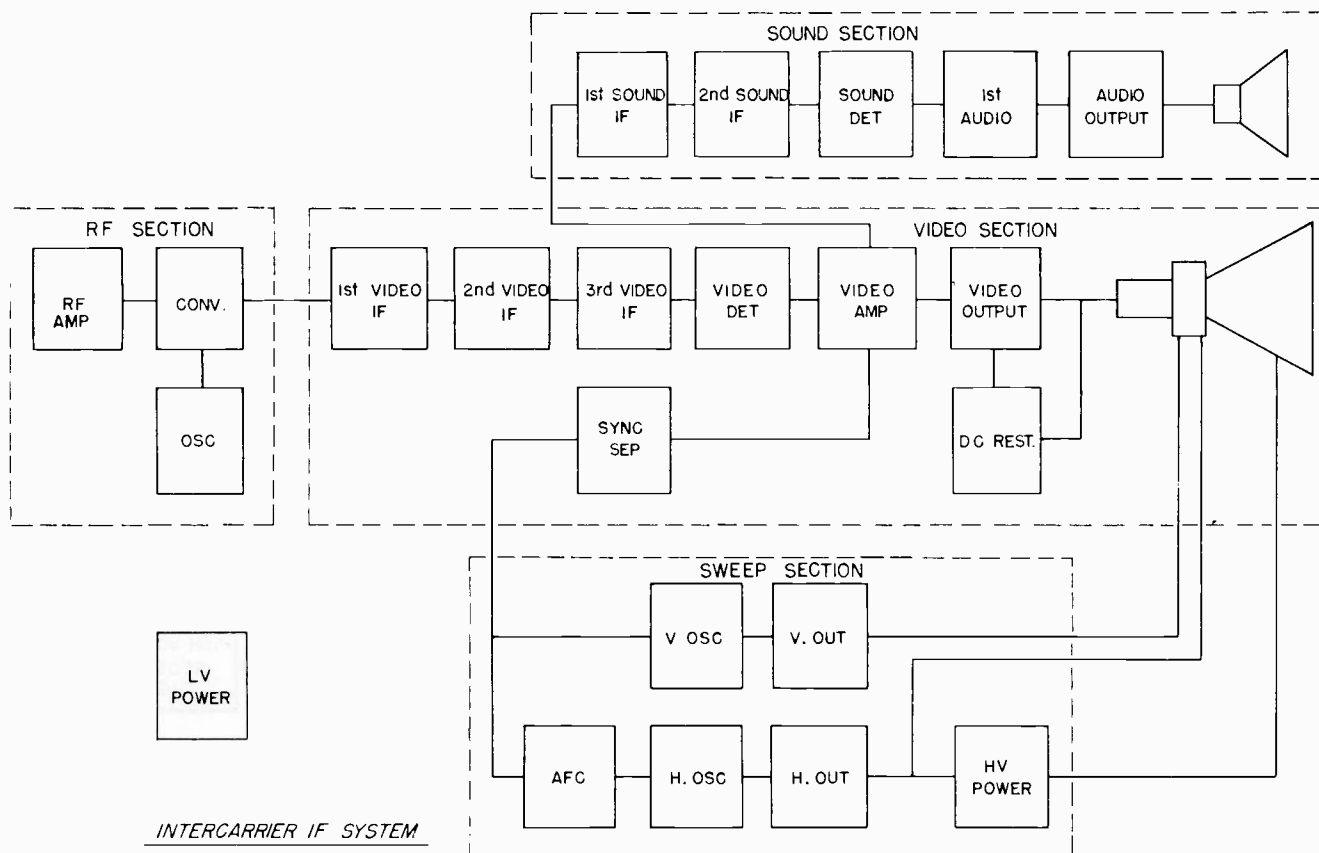 SOUND SECTION
1st SOUND
IF
2nd SOUND
IF
SOUND
DET
1st
AUDIO
AUDIO
OUTPUT
RF SECTION
RF
AMP
CONV.
OSC
VIDEO SECTION
1st VIDEO
IF
2nd VIDEO
IF
3rd VIDEO
IF
VIDEO
DET
VIDEO
AMP
VIDEO
OUTPUT
SYNC
SEP
DC REST.
SWEEP SECTION
V OSC
V. OUT
LV
POWER
AFC
H. OSC
H. OUT
HV
POWER
INTERCARRIER IF SYSTEM